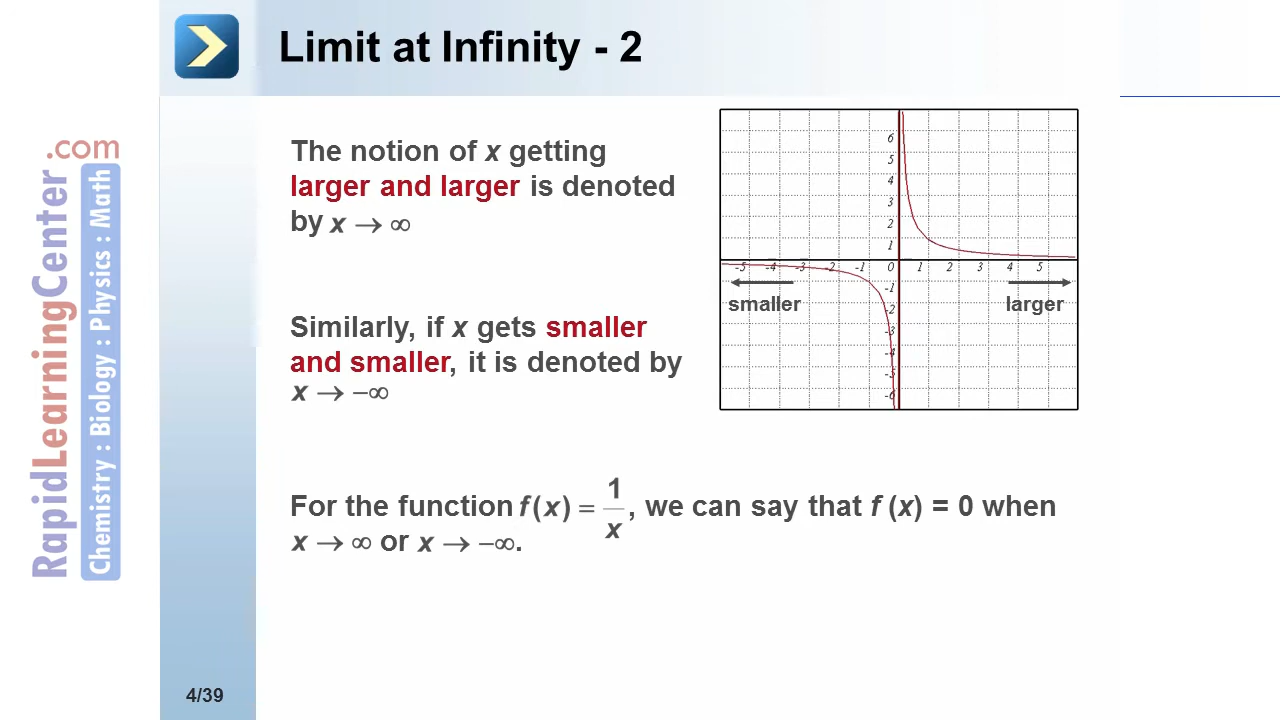 Limit at Infinity - 2
.com
RapidLearningCenter
Chemistry : Biology : Physics : Math
The notion of x getting
larger and larger is denoted
by x → ∞
Similarly, if x gets smaller
and smaller, it is denoted by
x → −∞
6
5
4
3
2
1
-5 -4 -3 -2 -1 0 1 2 3 4 5
-1
smaller larger
-2
-3
-4
-5
-6
For the function f(x) = 1/x, we can say that f (x) = 0 when
x → ∞ or x → −∞.
4/39